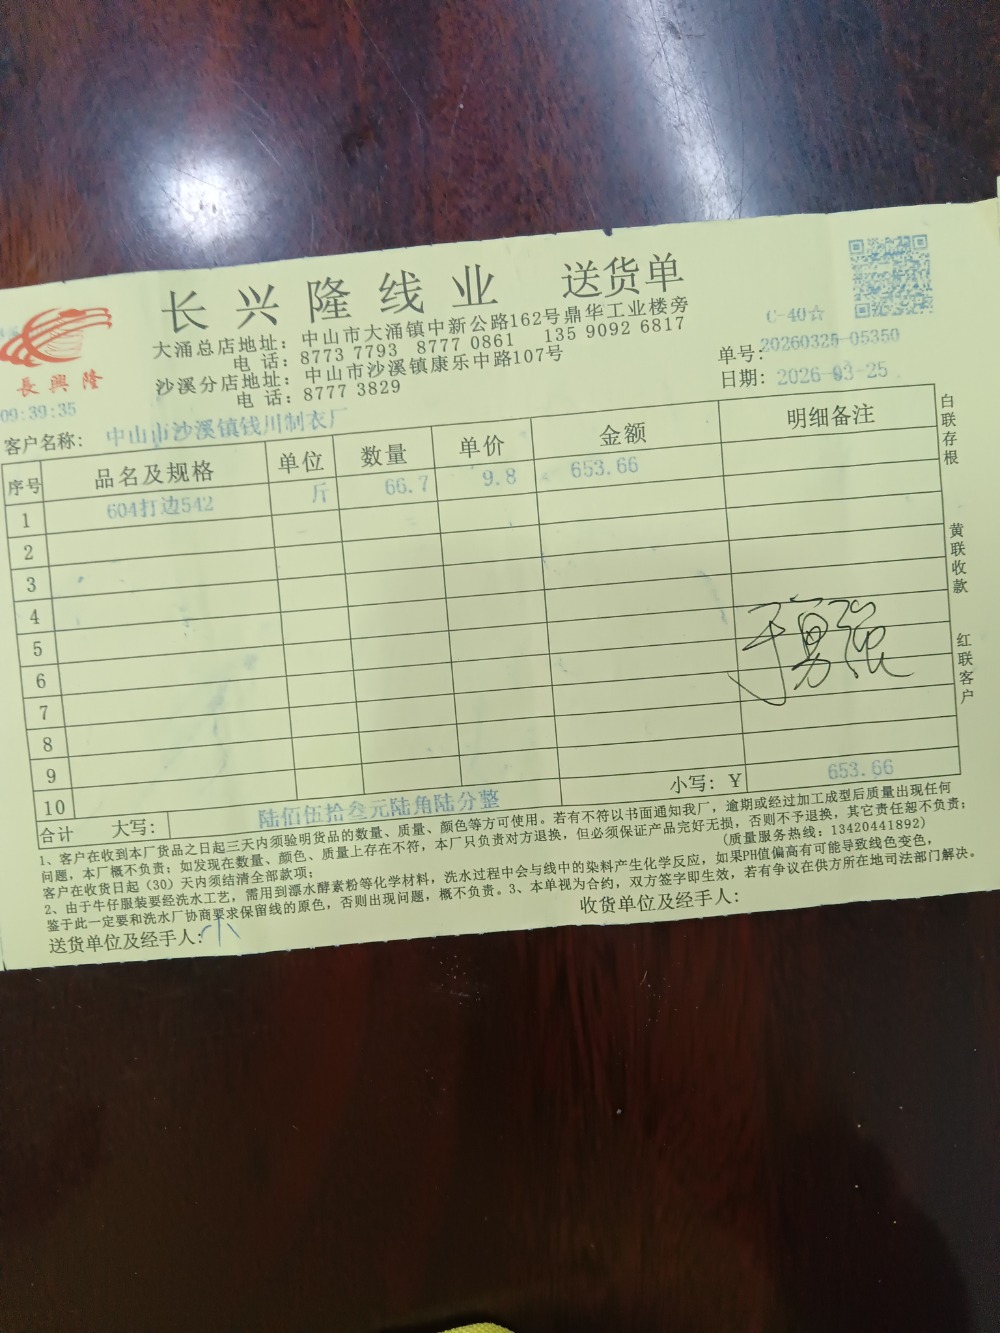 长兴隆线业 送货单
大涌总店地址：中山市大涌镇中新公路162号鼎华工业楼旁
电 话：8773 7793 8777 0861 135 9092 6817
沙溪分店地址：中山市沙溪镇康乐中路107号
电 话：8777 3829
長興隆
09:39:35
C-40☆
单号：20260325-05350
日期：2026-03-25
客户名称：中山市沙溪镇钱川制衣厂
序号 品名及规格 单位 数量 单价 金额 明细备注
1 604打边542 斤 66.7 9.8 653.66
2
3
4
5
6
7
8
9
10
于勇强
合计 大写：陆佰伍拾叁元陆角陆分整 小写：Y 653.66
1、客户在收到本厂货品之日起三天内须验明货品的数量、质量、颜色等方可使用。若有不符以书面通知我厂，逾期或经过加工成型后质量出现任何
问题，本厂概不负责；如发现在数量、颜色、质量上存在不符，本厂只负责对方退换，但必须保证产品完好无损，否则不予退换，其它责任恕不负责；
客户在收货日起（30）天内须结清全部款项； (质量服务热线：13420441892)
2、由于牛仔服装要经洗水工艺，需用到漂水酵素粉等化学材料，洗水过程中会与线中的染料产生化学反应，如果PH值偏高有可能导致线色变色，
鉴于此一定要和洗水厂协商要求保留线的原色，否则出现问题，概不负责。3、本单视为合约，双方签字即生效，若有争议在供方所在地司法部门解决。
送货单位及经手人：小 收货单位及经手人：
白联存根
黄联收款
红联客户